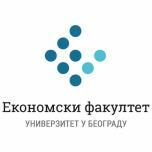 Економски факултет
УНИВЕРЗИТЕТ У БЕОГРАДУ